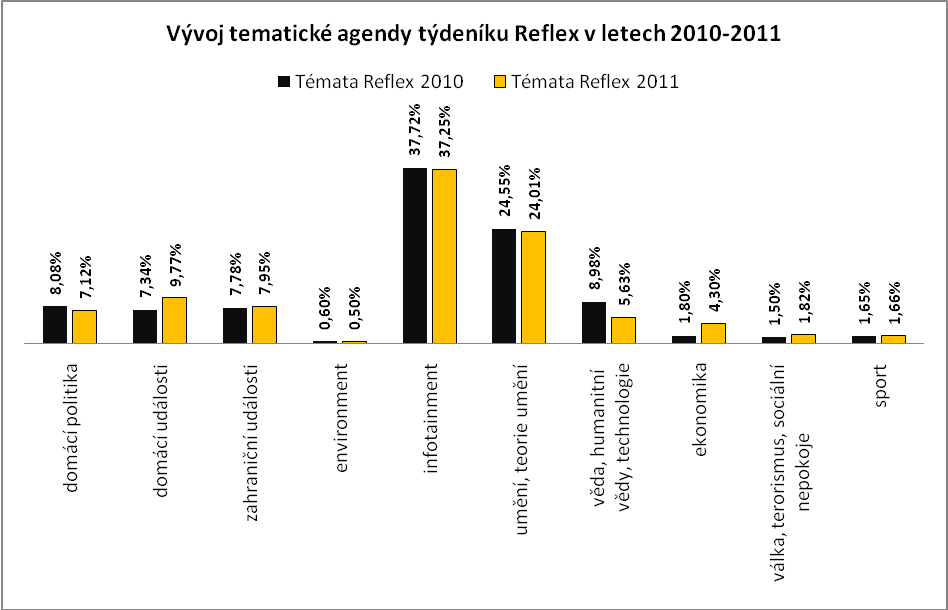 Vývoj tematické agendy týdeníku Reflex v letech 2010-2011
Témata Reflex 2010
Témata Reflex 2011
8,08%
7,12%
7,34%
9,77%
7,78%
7,95%
0,60%
0,50%
37,72%
37,25%
24,55%
24,01%
8,98%
5,63%
1,80%
4,30%
1,50%
1,82%
1,65%
1,66%
domácí politika
domácí události
zahraniční události
environment
infotainment
umění, teorie umění
věda, humanitní
vědy, technologie
ekonomika
válka, terorismus, sociální
nepokoje
sport